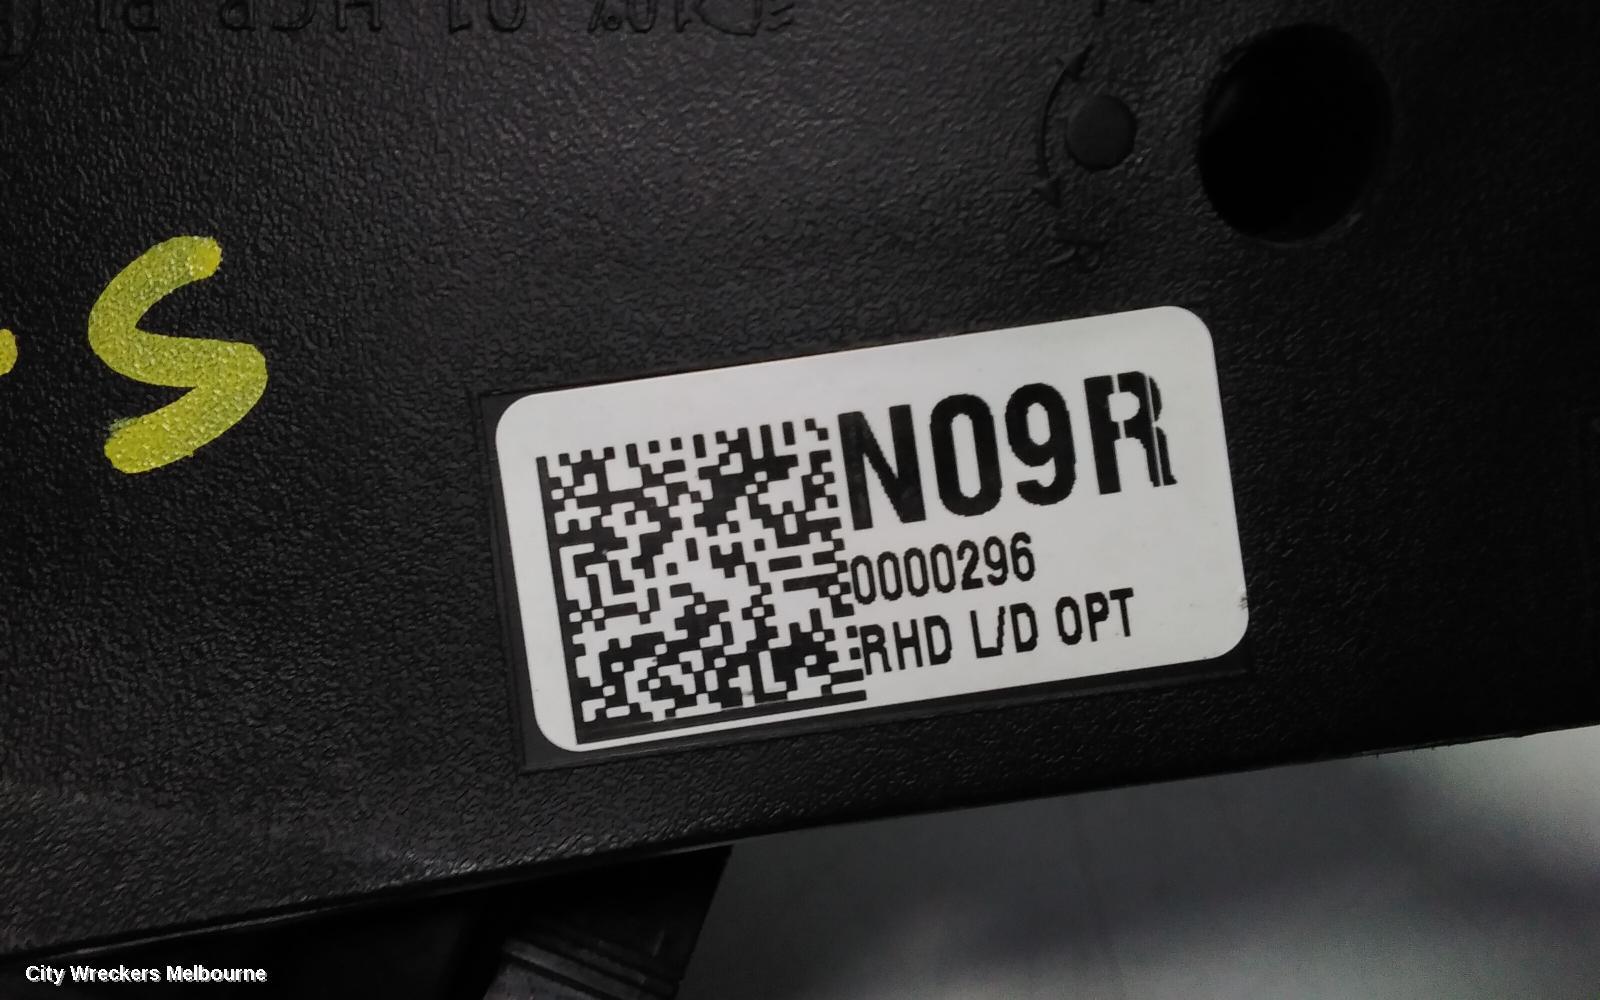 S
N09R
0000296
RHD L/D OPT
City Wreckers Melbourne